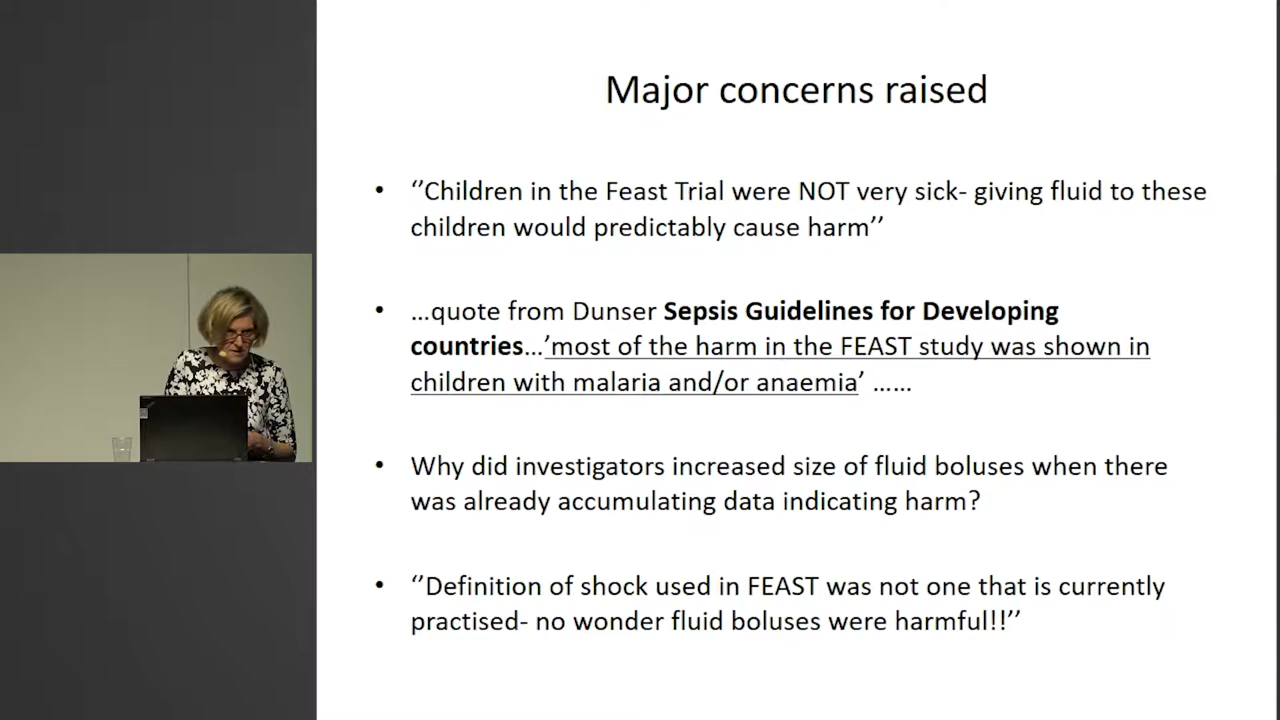 Major concerns raised
• ‘’Children in the Feast Trial were NOT very sick- giving fluid to these
children would predictably cause harm’’
• …quote from Dunser Sepsis Guidelines for Developing
countries…’most of the harm in the FEAST study was shown in
children with malaria and/or anaemia’ ……
• Why did investigators increased size of fluid boluses when there
was already accumulating data indicating harm?
• ‘’Definition of shock used in FEAST was not one that is currently
practised- no wonder fluid boluses were harmful!!’’